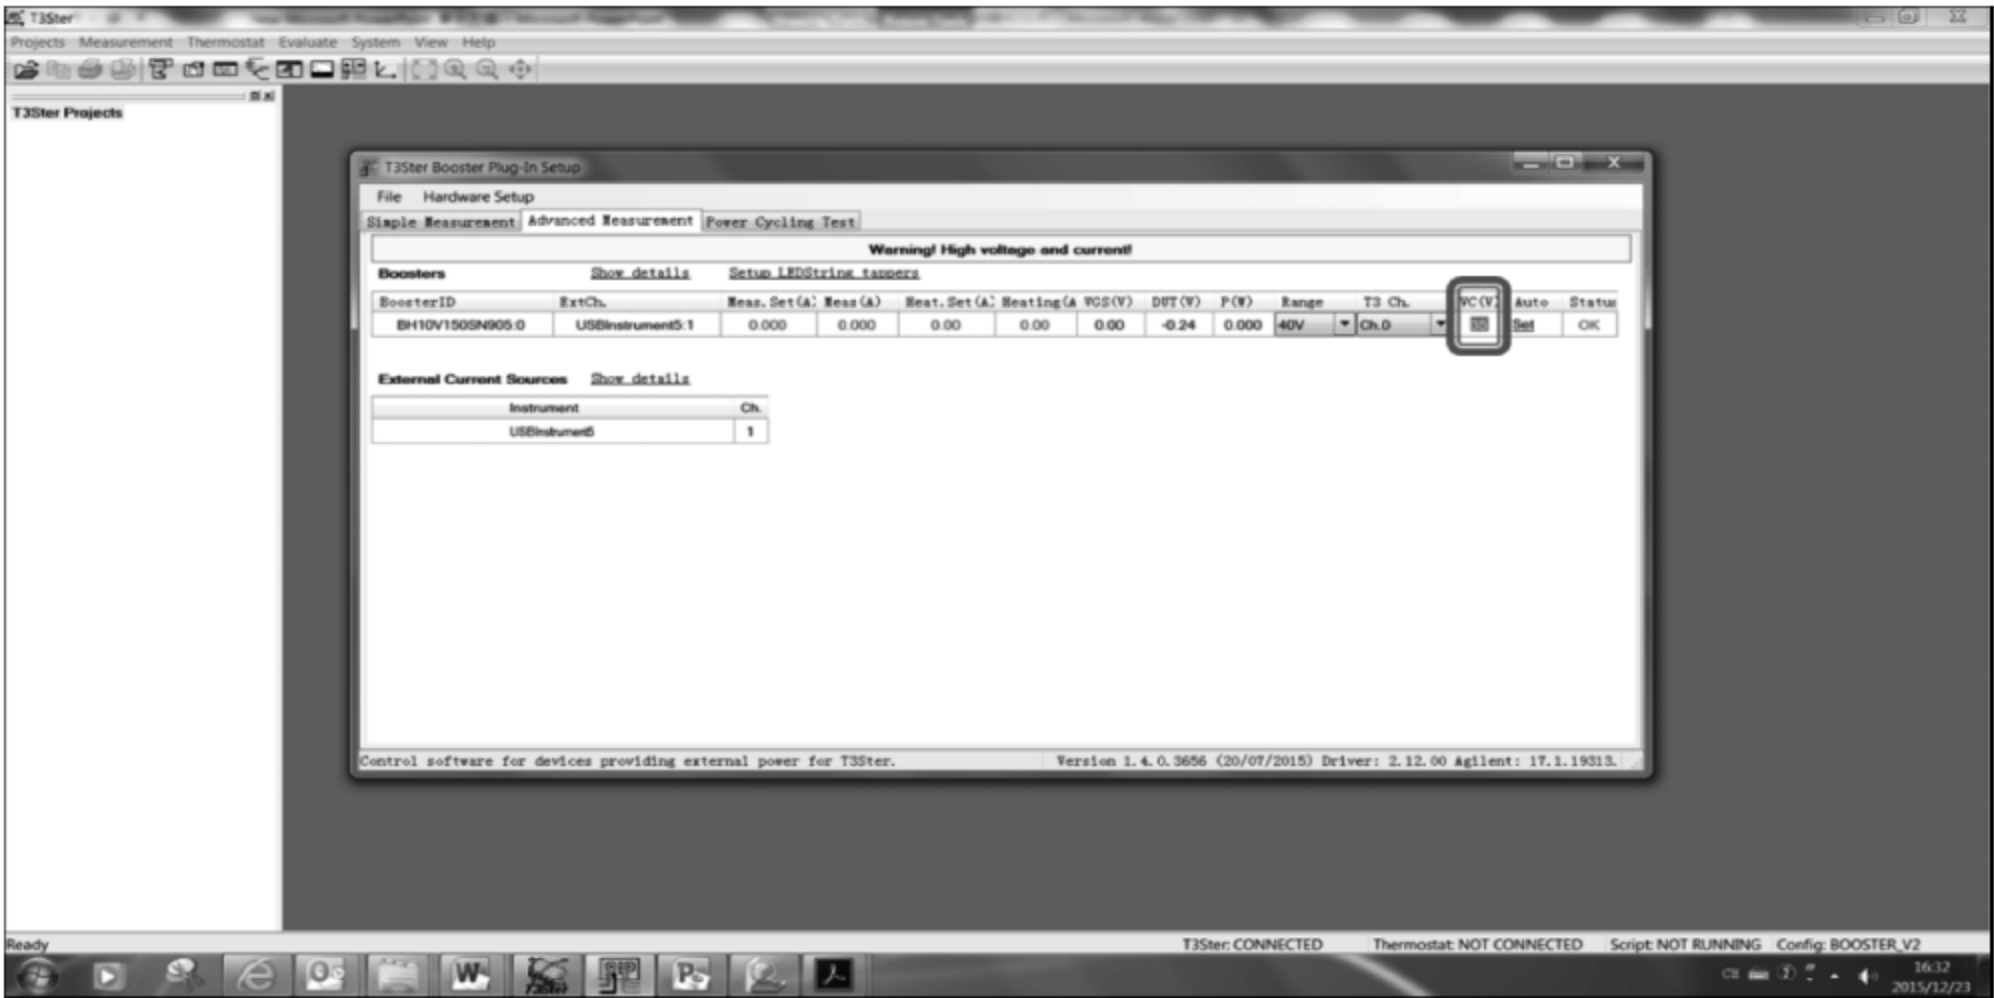 T3Ster
Projects Measurement Thermostat Evaluate System View Help
T3Ster Projects
T3Ster Booster Plug-In Setup
File Hardware Setup
Simple Measurement Advanced Measurement Power Cycling Test
Warning! High voltage and current!
Boosters Show details Setup LEDString tappers
BoosterID ExtCh. Meas.Set(A) Meas(A) Heat.Set(A) Heating(A VGS(V) DUT(V) P(W) Range T3 Ch. VC(V) Auto Status
BH10V150SN905:0 USBInstrument5:1 0.000 0.000 0.00 0.00 0.00 -0.24 0.000 40V Ch.0 Set OK
External Current Sources Show details
Instrument Ch.
USBInstrument5 1
Control software for devices providing external power for T3Ster. Version 1.4.0.3656 (20/07/2015) Driver: 2.12.00 Agilent: 17.1.19313.
Ready T3Ster: CONNECTED Thermostat: NOT CONNECTED Script: NOT RUNNING Config: BOOSTER_V2
16:32
2015/12/23